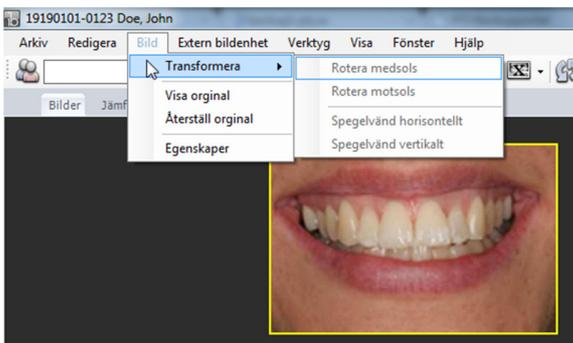 19190101-0123 Doe, John
Arkiv Redigera Bild Extern bildenhet Verktyg Visa Fönster Hjälp
Transformera
Rotera medsols
Rotera motsols
Visa orginal
Återställ orginal
Spegelvänd horisontellt
Spegelvänd vertikalt
Egenskaper
Bilder Jämf